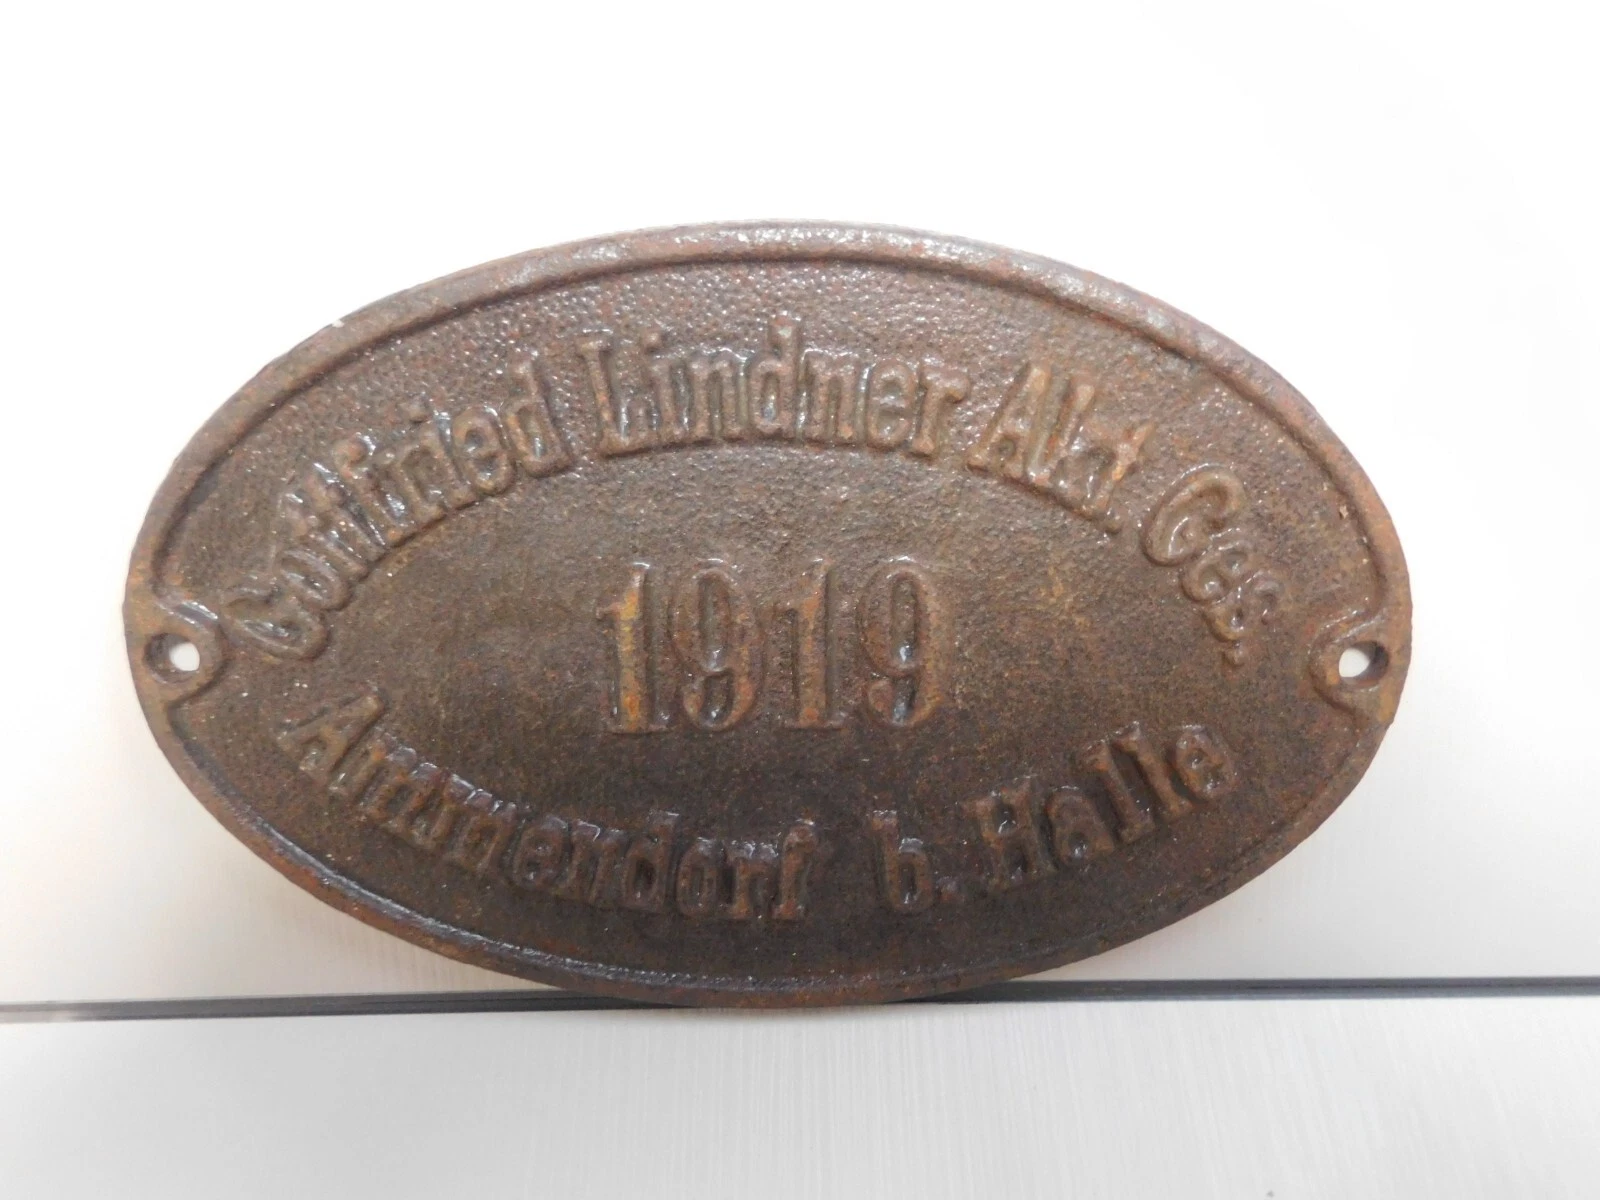 Gottfried Lindner Akt. Ges.
1919
Ammendorf b. Halle